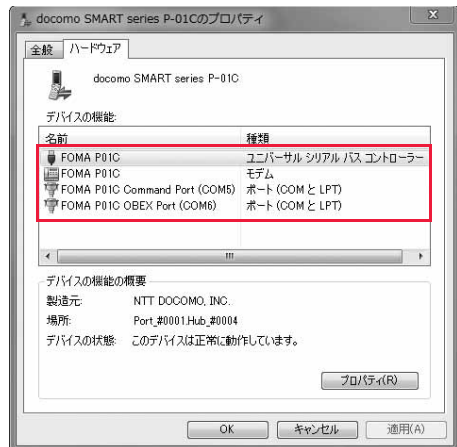 docomo SMART series P-01Cのプロパティ
全般 ハードウェア
docomo SMART series P-01C
デバイスの機能:
名前 種類
FOMA P01C ユニバーサル シリアル バス コントローラー
FOMA P01C モデム
FOMA P01C Command Port (COM5) ポート (COM と LPT)
FOMA P01C OBEX Port (COM6) ポート (COM と LPT)
デバイスの機能の概要
製造元: NTT DOCOMO, INC.
場所: Port_#0001.Hub_#0004
デバイスの状態: このデバイスは正常に動作しています。
プロパティ(R)
OK キャンセル 適用(A)